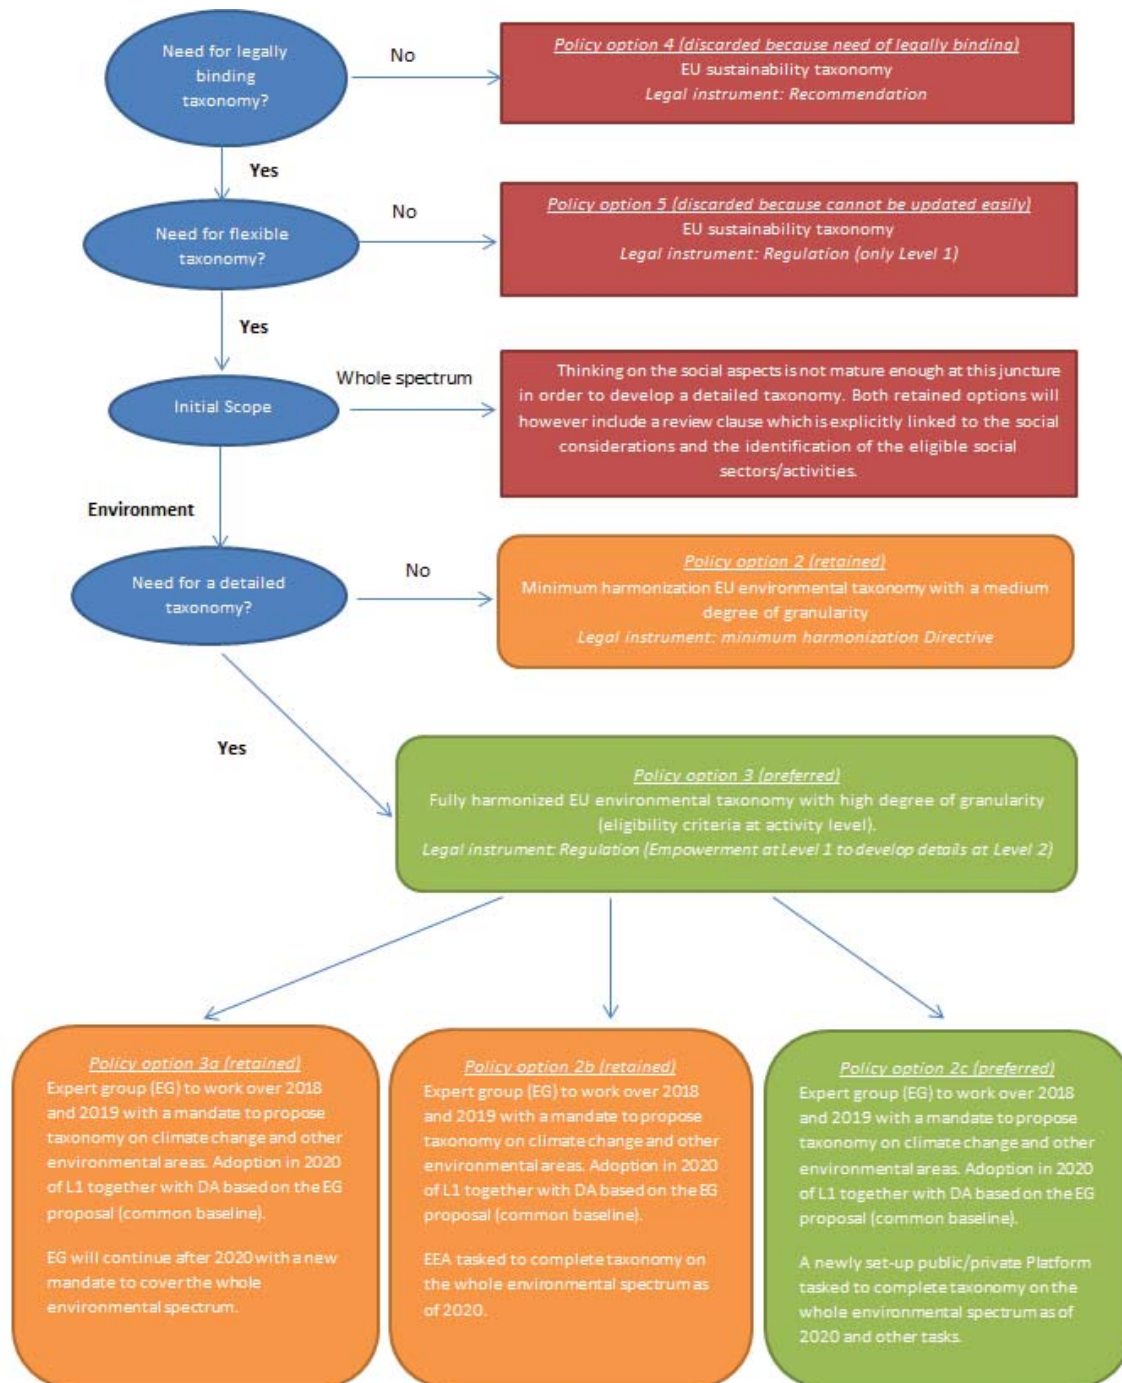 Need for legally
binding
taxonomy?
No
Policy option 4 (discarded because need of legally binding)
EU sustainability taxonomy
Legal instrument: Recommendation
Yes
Need for flexible
taxonomy?
No
Policy option 5 (discarded because cannot be updated easily)
EU sustainability taxonomy
Legal instrument: Regulation (only Level 1)
Yes
Initial Scope
Whole spectrum
Thinking on the social aspects is not mature enough at this juncture
in order to develop a detailed taxonomy. Both retained options will
however include a review clause which is explicitly linked to the social
considerations and the identification of the eligible social
sectors/activities.
Environment
Need for a detailed
taxonomy?
No
Policy option 2 (retained)
Minimum harmonization EU environmental taxonomy with a medium
degree of granularity
Legal instrument: minimum harmonization Directive
Yes
Policy option 3 (preferred)
Fully harmonized EU environmental taxonomy with high degree of granularity
(eligibility criteria at activity level).
Legal instrument: Regulation (Empowerment at Level 1 to develop details at Level 2)
Policy option 3a (retained)
Expert group (EG) to work over 2018
and 2019 with a mandate to propose
taxonomy on climate change and other
environmental areas. Adoption in 2020
of L1 together with DA based on the EG
proposal (common baseline).
EG will continue after 2020 with a new
mandate to cover the whole
environmental spectrum.
Policy option 2b (retained)
Expert group (EG) to work over 2018
and 2019 with a mandate to propose
taxonomy on climate change and other
environmental areas. Adoption in 2020
of L1 together with DA based on the EG
proposal (common baseline).
EEA tasked to complete taxonomy on
the whole environmental spectrum as
of 2020.
Policy option 2c (preferred)
Expert group (EG) to work over 2018
and 2019 with a mandate to propose
taxonomy on climate change and other
environmental areas. Adoption in 2020
of L1 together with DA based on the EG
proposal (common baseline).
A newly set-up public/private Platform
tasked to complete taxonomy on the
whole environmental spectrum as of
2020 and other tasks.